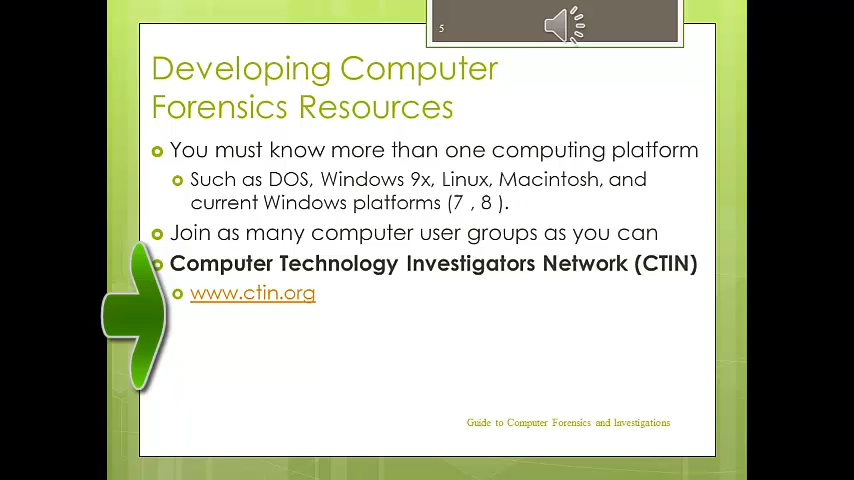 5
Developing Computer
Forensics Resources
You must know more than one computing platform
Such as DOS, Windows 9x, Linux, Macintosh, and
current Windows platforms (7 , 8 ).
Join as many computer user groups as you can
Computer Technology Investigators Network (CTIN)
www.ctin.org
Guide to Computer Forensics and Investigations